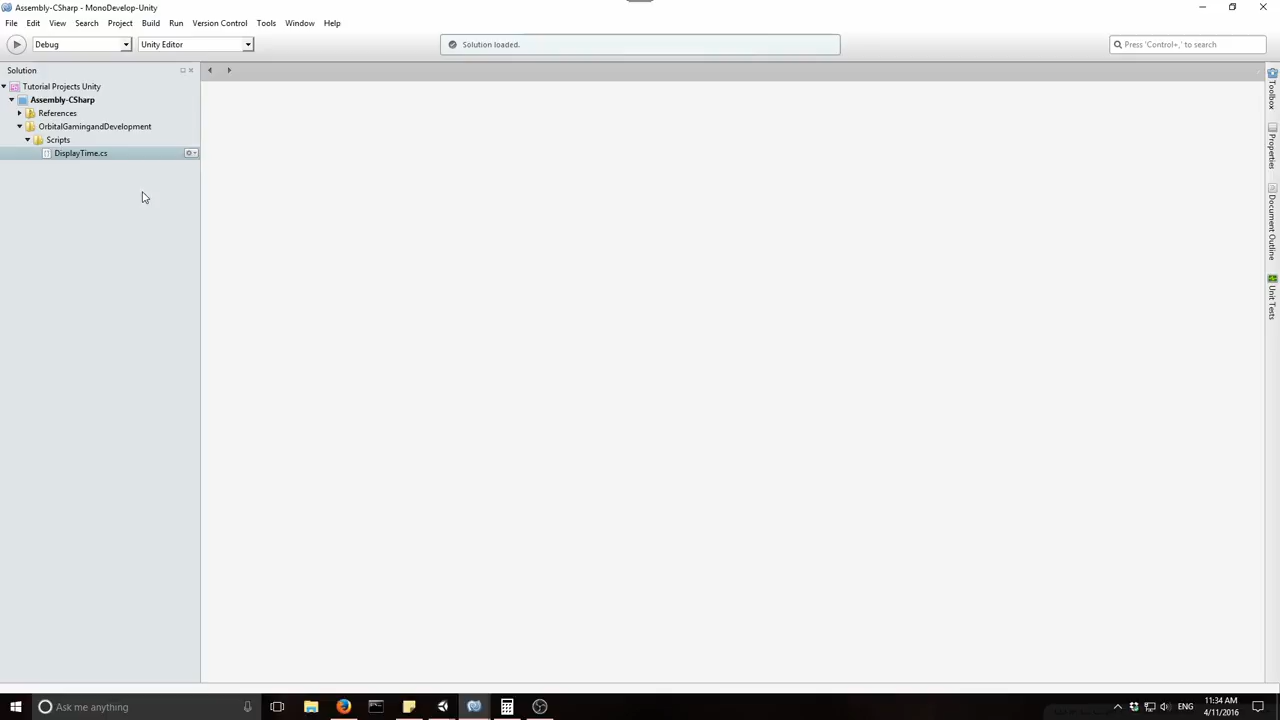 Assembly-CSharp - MonoDevelop-Unity
File Edit View Search Project Build Run Version Control Tools Window Help
Debug Unity Editor Solution loaded. Press 'Control+,' to search
Solution
Tutorial Projects Unity
Assembly-CSharp
References
OrbitalGamingandDevelopment
Scripts
DisplayTime.cs
Toolbox
Properties
Document Outline
Unit Tests
Ask me anything
ENG
11:34 AM
4/11/2016